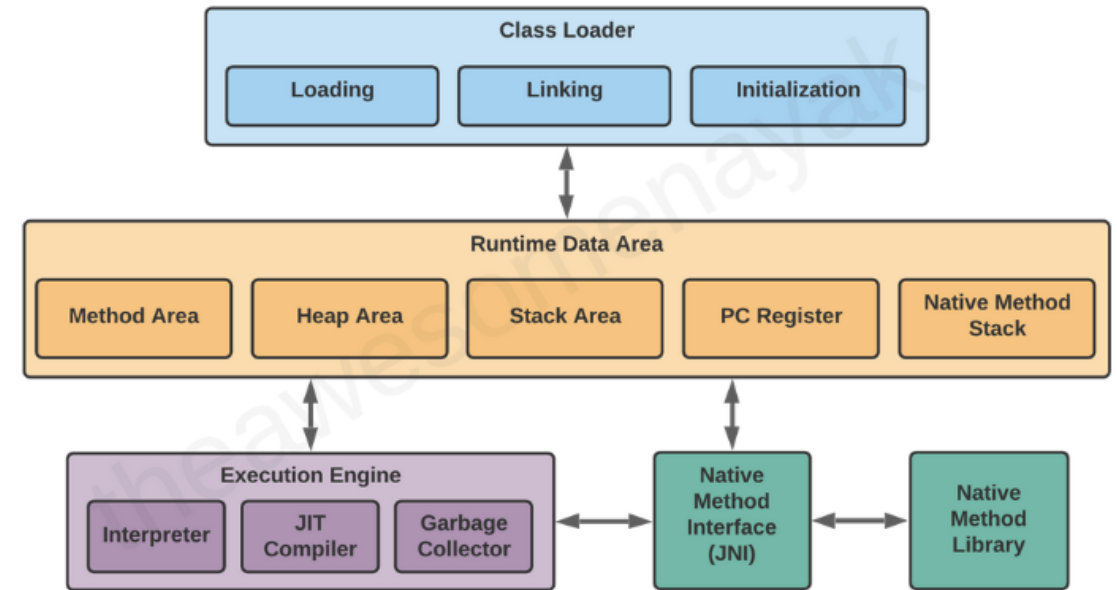 Class Loader
Loading
Linking
Initialization
Runtime Data Area
Method Area
Heap Area
Stack Area
PC Register
Native Method
Stack
Execution Engine
Interpreter
JIT
Compiler
Garbage
Collector
Native
Method
Interface
(JNI)
Native
Method
Library
theawesomenayak